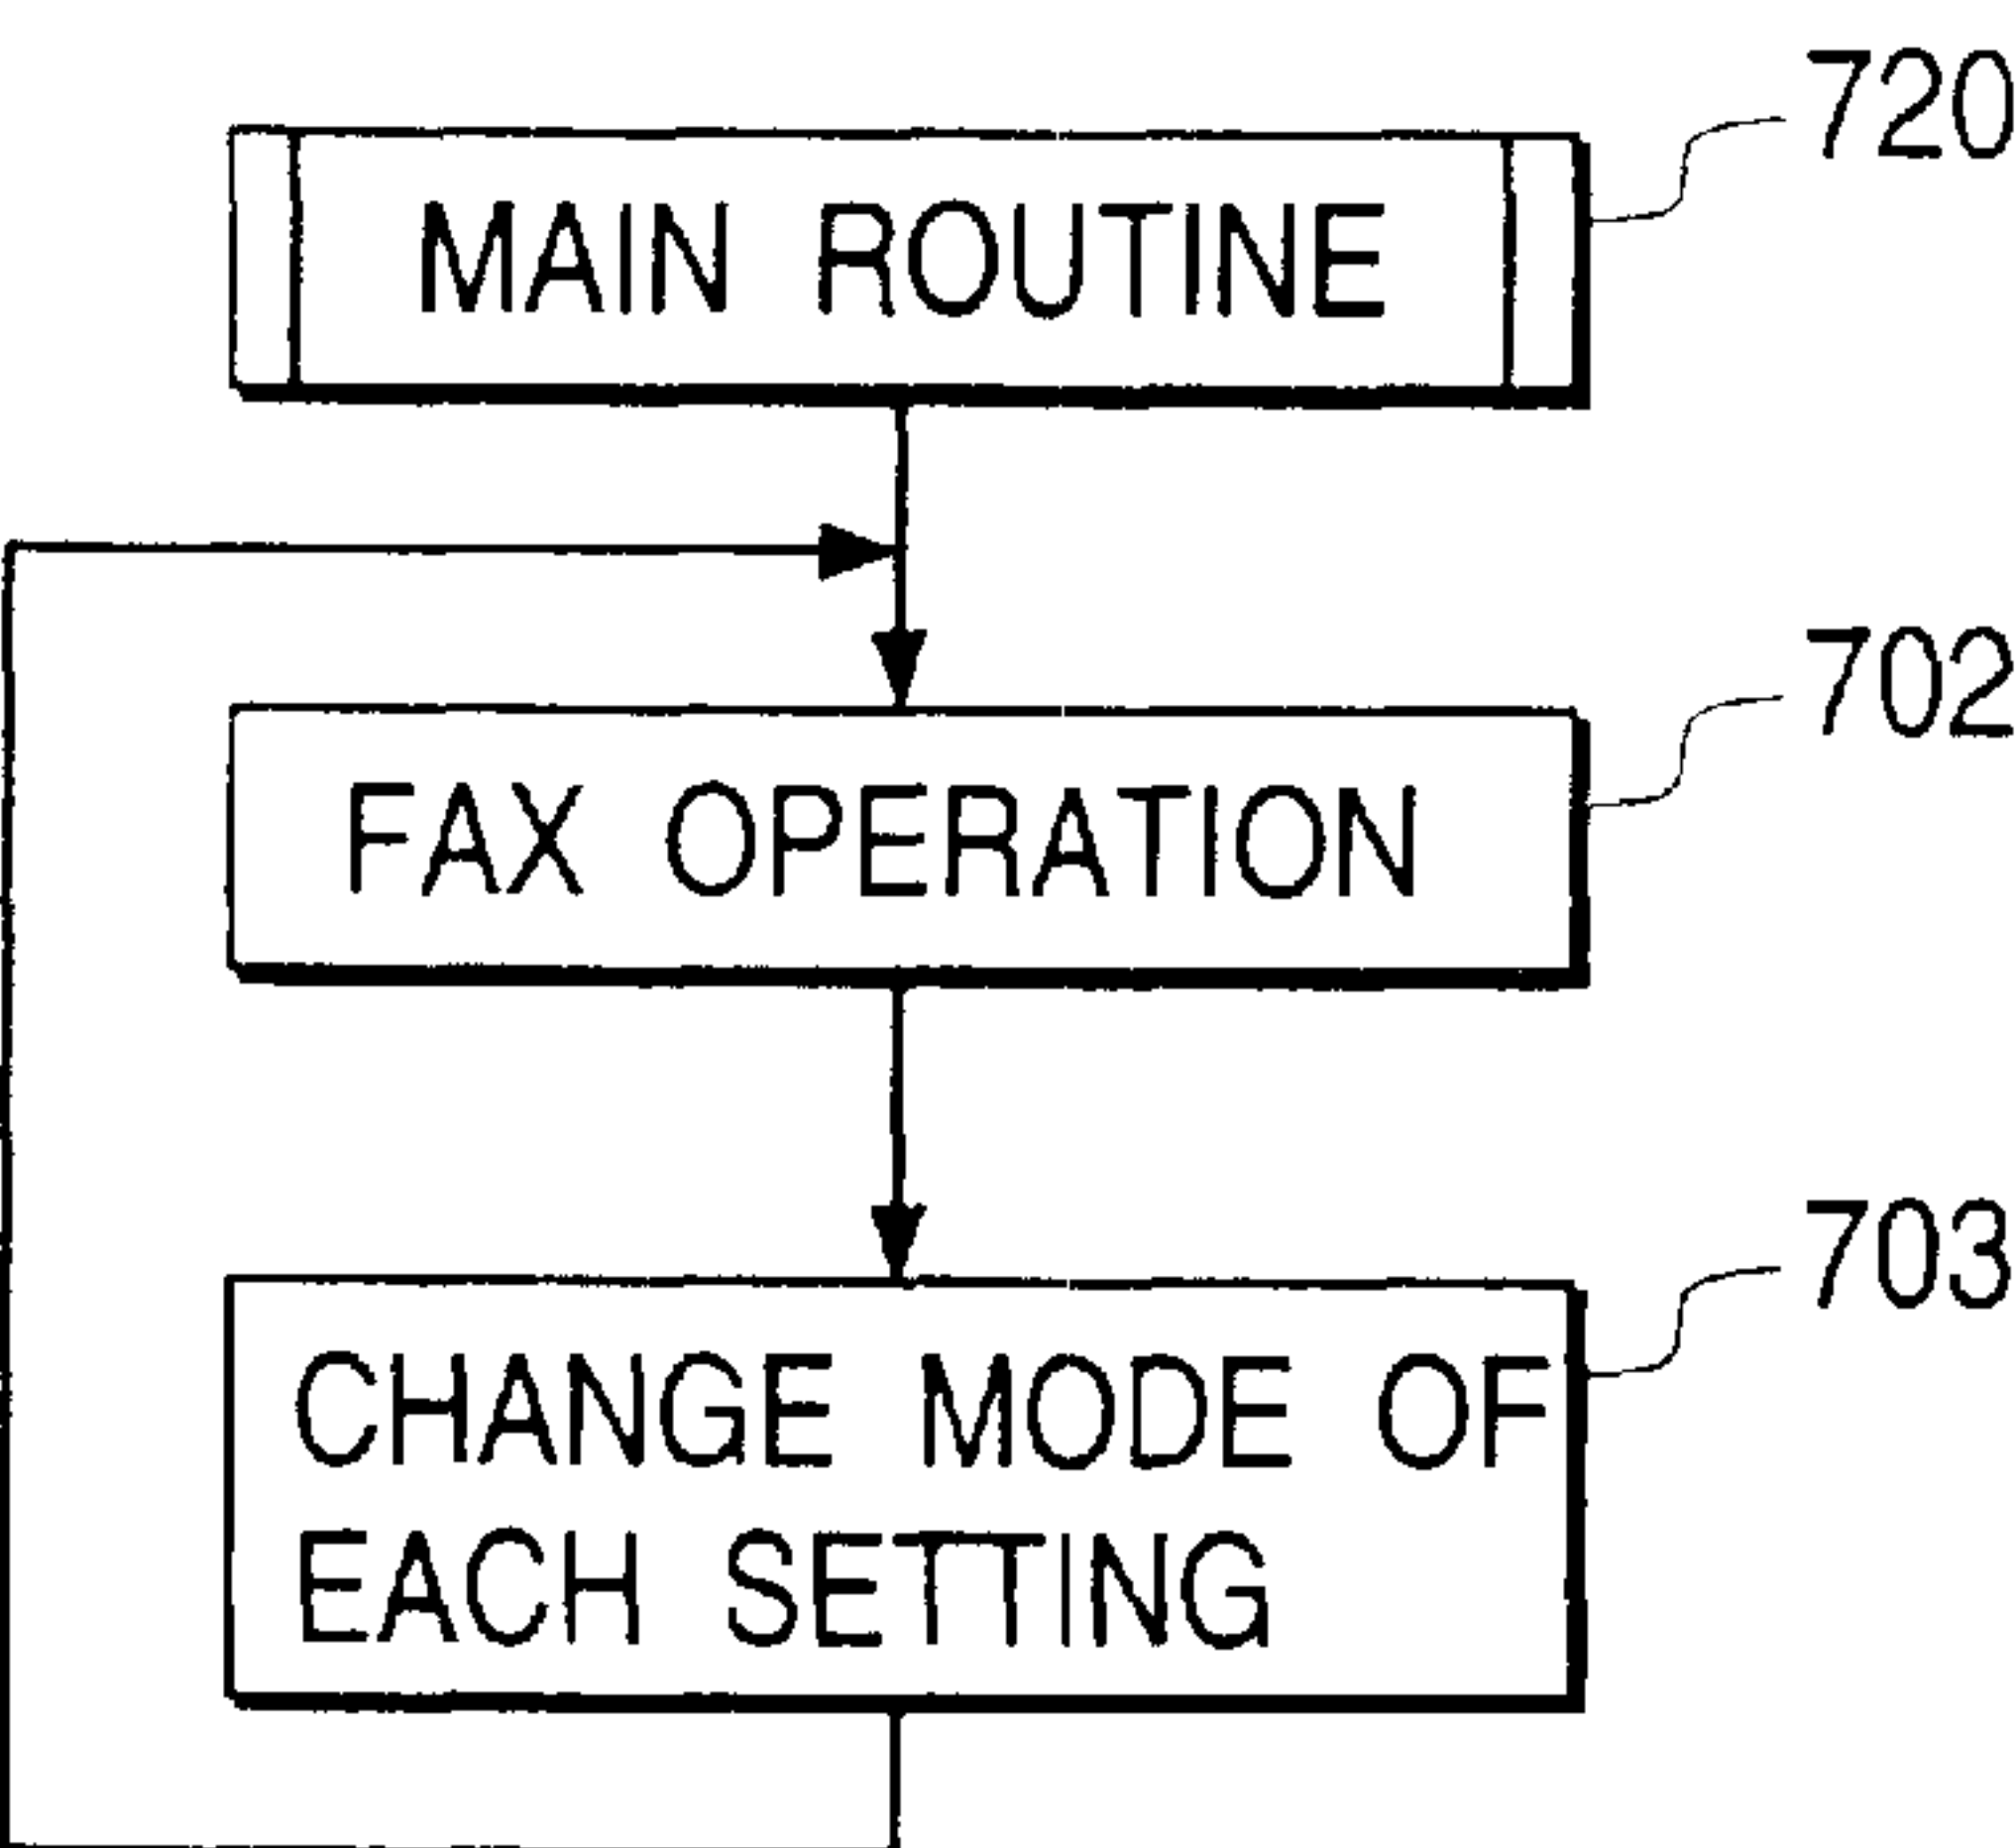 720
MAIN ROUTINE
702
FAX OPERATION
703
CHANGE MODE OF
EACH SETTING